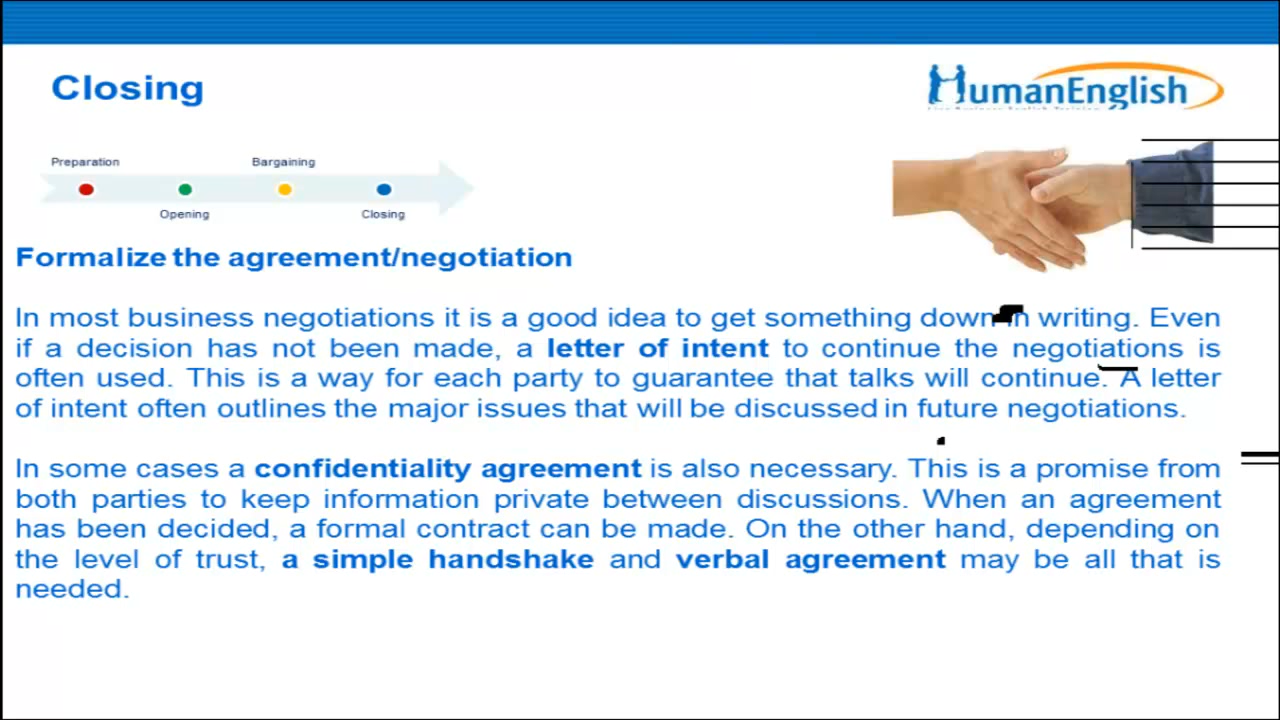 Closing
HumanEnglish
Preparation
Bargaining
Opening
Closing
Formalize the agreement/negotiation
In most business negotiations it is a good idea to get something down in writing. Even
if a decision has not been made, a letter of intent to continue the negotiations is
often used. This is a way for each party to guarantee that talks will continue. A letter
of intent often outlines the major issues that will be discussed in future negotiations.
In some cases a confidentiality agreement is also necessary. This is a promise from
both parties to keep information private between discussions. When an agreement
has been decided, a formal contract can be made. On the other hand, depending on
the level of trust, a simple handshake and verbal agreement may be all that is
needed.